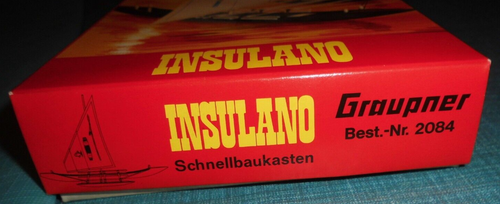 INSULANO
INSULANO
Schnellbaukasten
Graupner
Best.-Nr. 2084